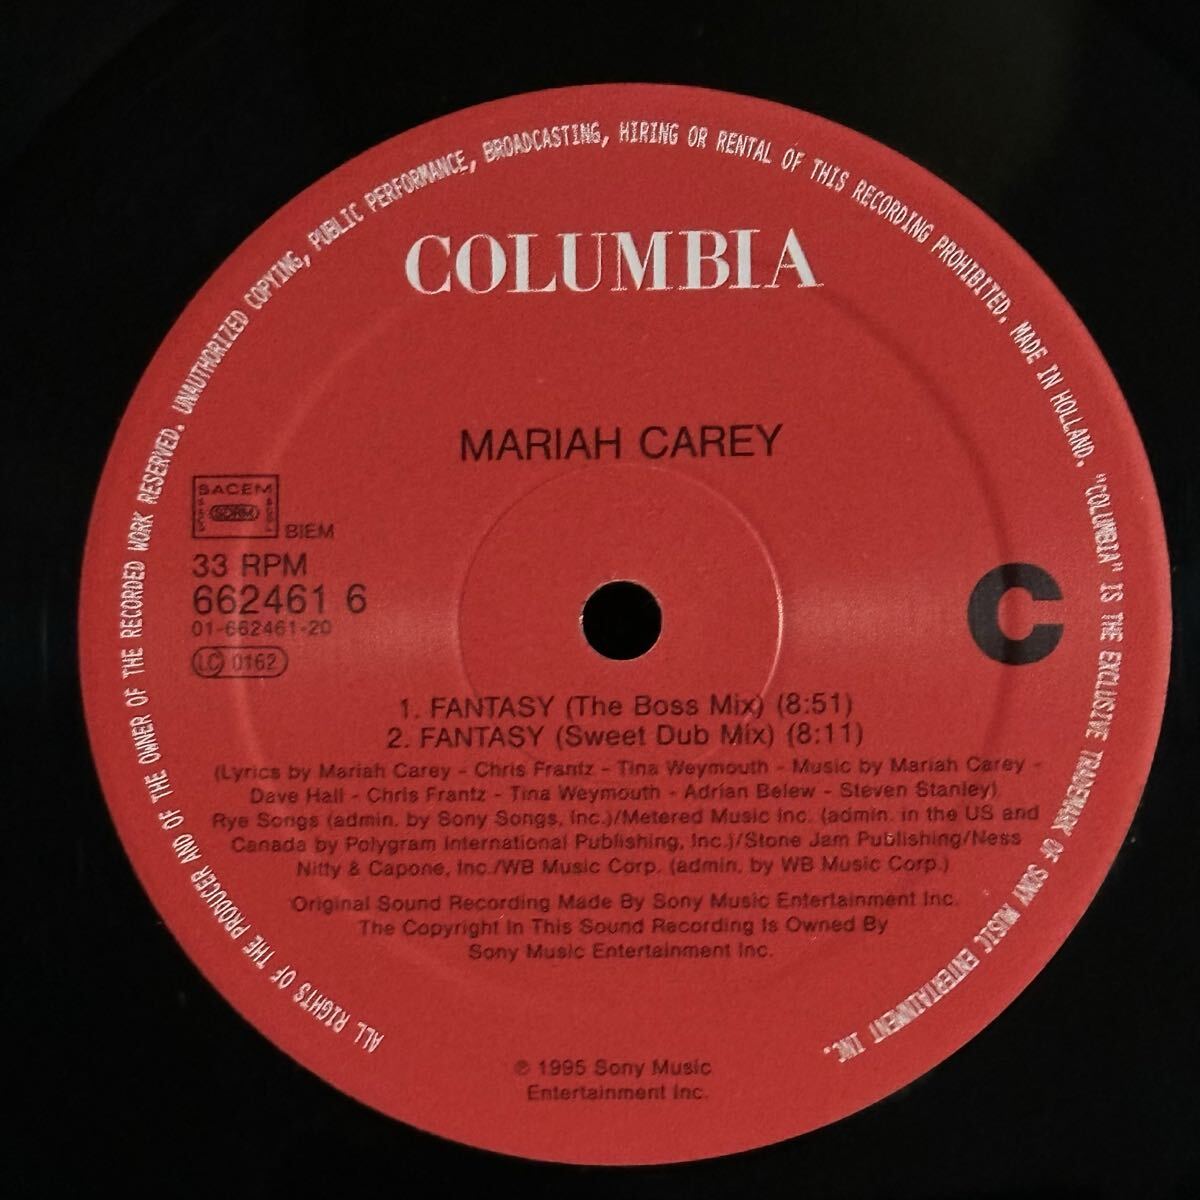 ALL RIGHTS OF THE PRODUCER AND OF THE OWNER OF THE RECORDED WORK RESERVED. UNAUTHORIZED COPYING, PUBLIC PERFORMANCE, BROADCASTING, HIRING OR RENTAL OF THIS RECORDING PROHIBITED. MADE IN HOLLAND. "COLUMBIA" IS THE EXCLUSIVE TRADEMARK OF SONY MUSIC ENTERTAINMENT INC.
COLUMBIA
MARIAH CAREY
SACEM
SDRM
BIEM
33 RPM
662461 6
01-662461-20
LC 0162
C
1. FANTASY (The Boss Mix) (8:51)
2. FANTASY (Sweet Dub Mix) (8:11)
(Lyrics by Mariah Carey - Chris Frantz - Tina Weymouth - Music by Mariah Carey -
Dave Hall - Chris Frantz - Tina Weymouth - Adrian Belew - Steven Stanley)
Rye Songs (admin. by Sony Songs, Inc.)/Metered Music Inc. (admin. in the US and
Canada by Polygram International Publishing, Inc.)/Stone Jam Publishing/Ness
Nitty & Capone, Inc./WB Music Corp. (admin. by WB Music Corp.)
Original Sound Recording Made By Sony Music Entertainment Inc.
The Copyright In This Sound Recording Is Owned By
Sony Music Entertainment Inc.
℗ 1995 Sony Music
Entertainment Inc.